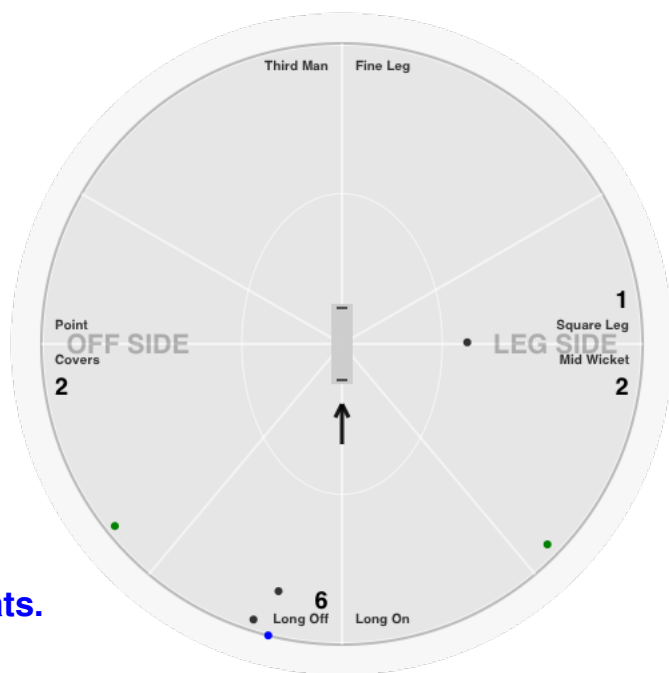 Third Man
Fine Leg
1
Point
Square Leg
OFF SIDE
LEG SIDE
Covers
Mid Wicket
2
2
6
Long Off
Long On